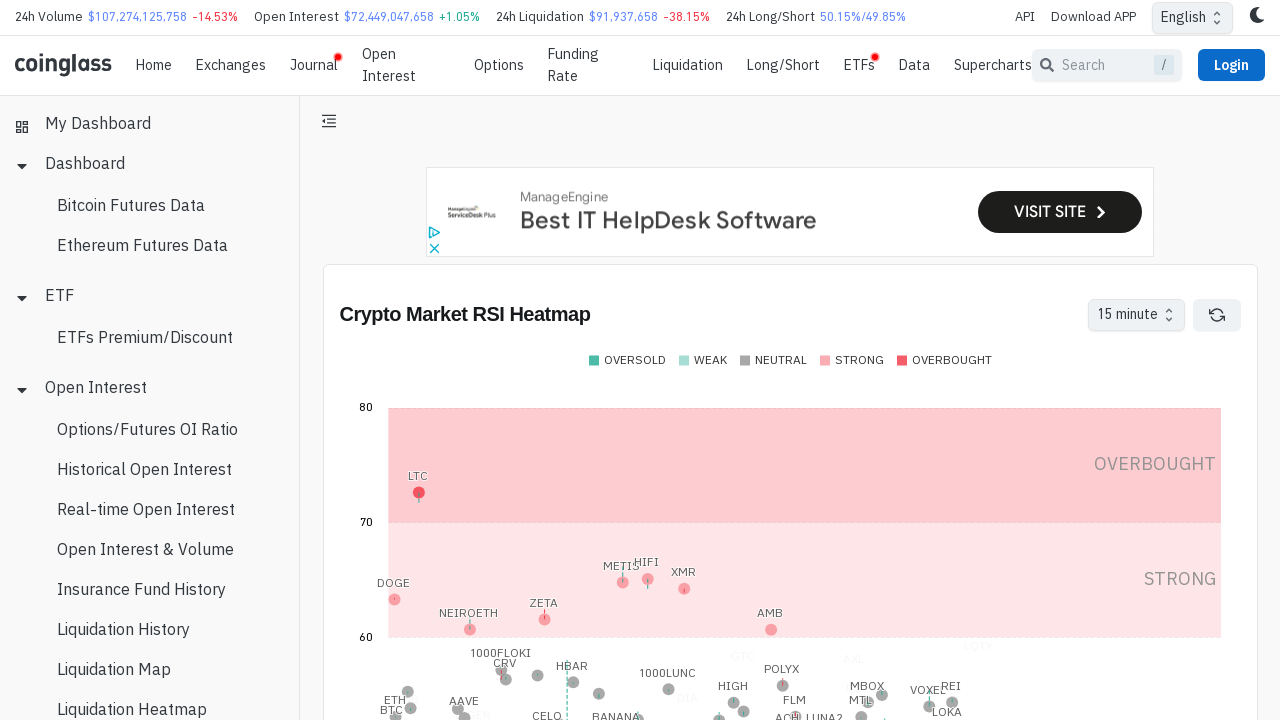 24h Volume $107,274,125,758 -14.53% Open Interest $72,449,047,658 +1.05% 24h Liquidation $91,937,658 -38.15% 24h Long/Short 50.15%/49.85% API Download APP English
coinglass Home Exchanges Journal Open Interest Options Funding Rate Liquidation Long/Short ETFs Data Supercharts Search / Login
My Dashboard
Dashboard
Bitcoin Futures Data
Ethereum Futures Data
ETF
ETFs Premium/Discount
Open Interest
Options/Futures OI Ratio
Historical Open Interest
Real-time Open Interest
Open Interest & Volume
Insurance Fund History
Liquidation History
Liquidation Map
Liquidation Heatmap
ManageEngine
ServiceDesk Plus
Best IT HelpDesk Software
VISIT SITE
Crypto Market RSI Heatmap
15 minute
OVERSOLD WEAK NEUTRAL STRONG OVERBOUGHT
80
OVERBOUGHT
LTC
70
METIS HIFI XMR
DOGE STRONG
ZETA
NEIROETH AMB
60
1000FLOKI GTC AXL
CRV HBAR
1000LUNC POLYX
HIGH MBOX VOXEL REI
ETH AAVE FLM MTL
BTC CELO BANANA ACH LUNA2 LOKA